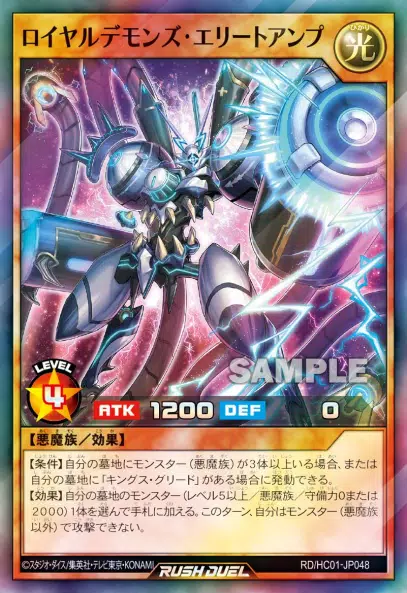 ロイヤルデモンズ・エリートアンプ
ひかり
光
SAMPLE
LEVEL
4
ATK 1200 DEF 0
【悪魔族／効果】
【条件】自分の墓地にモンスター(悪魔族)が3体以上いる場合、または
自分の墓地に「キングス・グリード」がある場合に発動できる。
【効果】自分の墓地のモンスター(レベル5以上／悪魔族／守備力0または
2000)1体を選んで手札に加える。このターン、自分はモンスター(悪魔族
以外)で攻撃できない。
©スタジオ・ダイス/集英社・テレビ東京・KONAMI
RUSH DUEL
RD/HC01-JP048